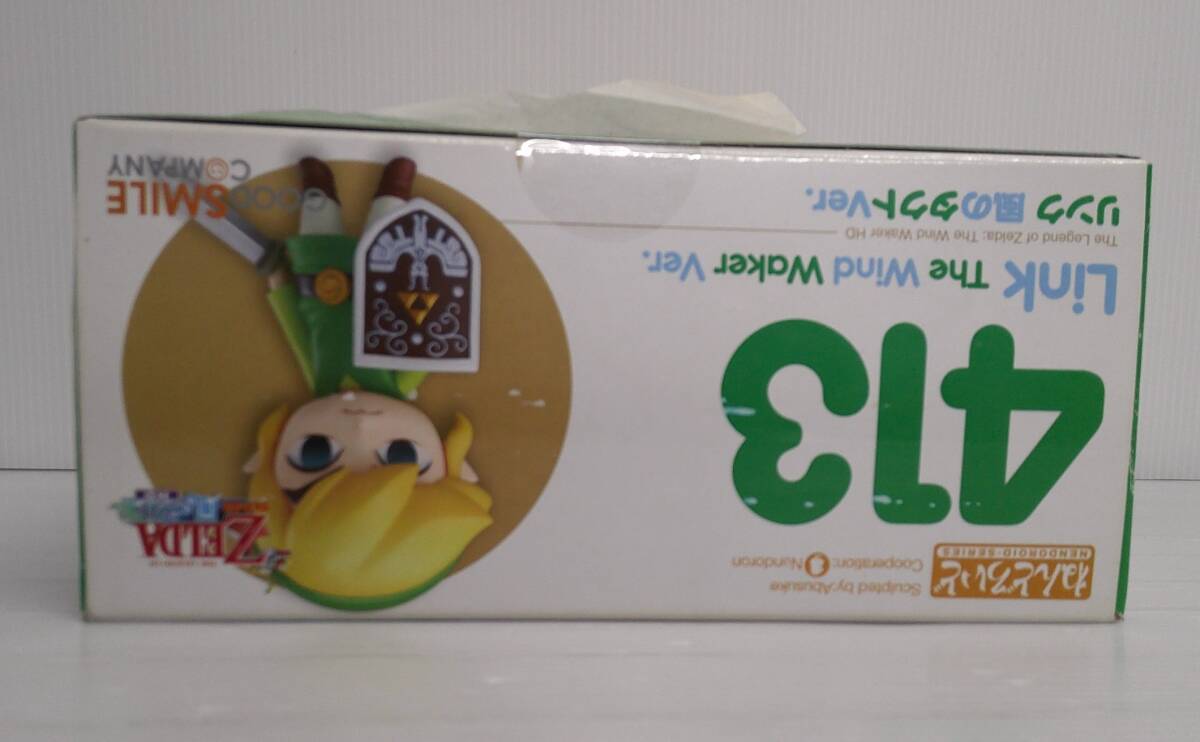 ねんどろいど
NENDOROID-SERIES
Sculpted by:Abusuke
Cooperation: Nendoron
413
Link The Wind Waker Ver.
The Legend of Zelda: The Wind Waker HD
リンク 風のタクトVer.
ZELDA
GOOD SMILE
COMPANY